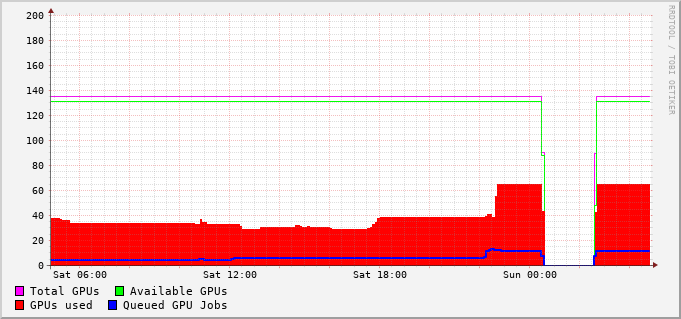 RRDTOOL / TOBI OETIKER
200
180
160
140
120
100
80
60
40
20
0
Sat 06:00 Sat 12:00 Sat 18:00 Sun 00:00
Total GPUs Available GPUs
GPUs used Queued GPU Jobs